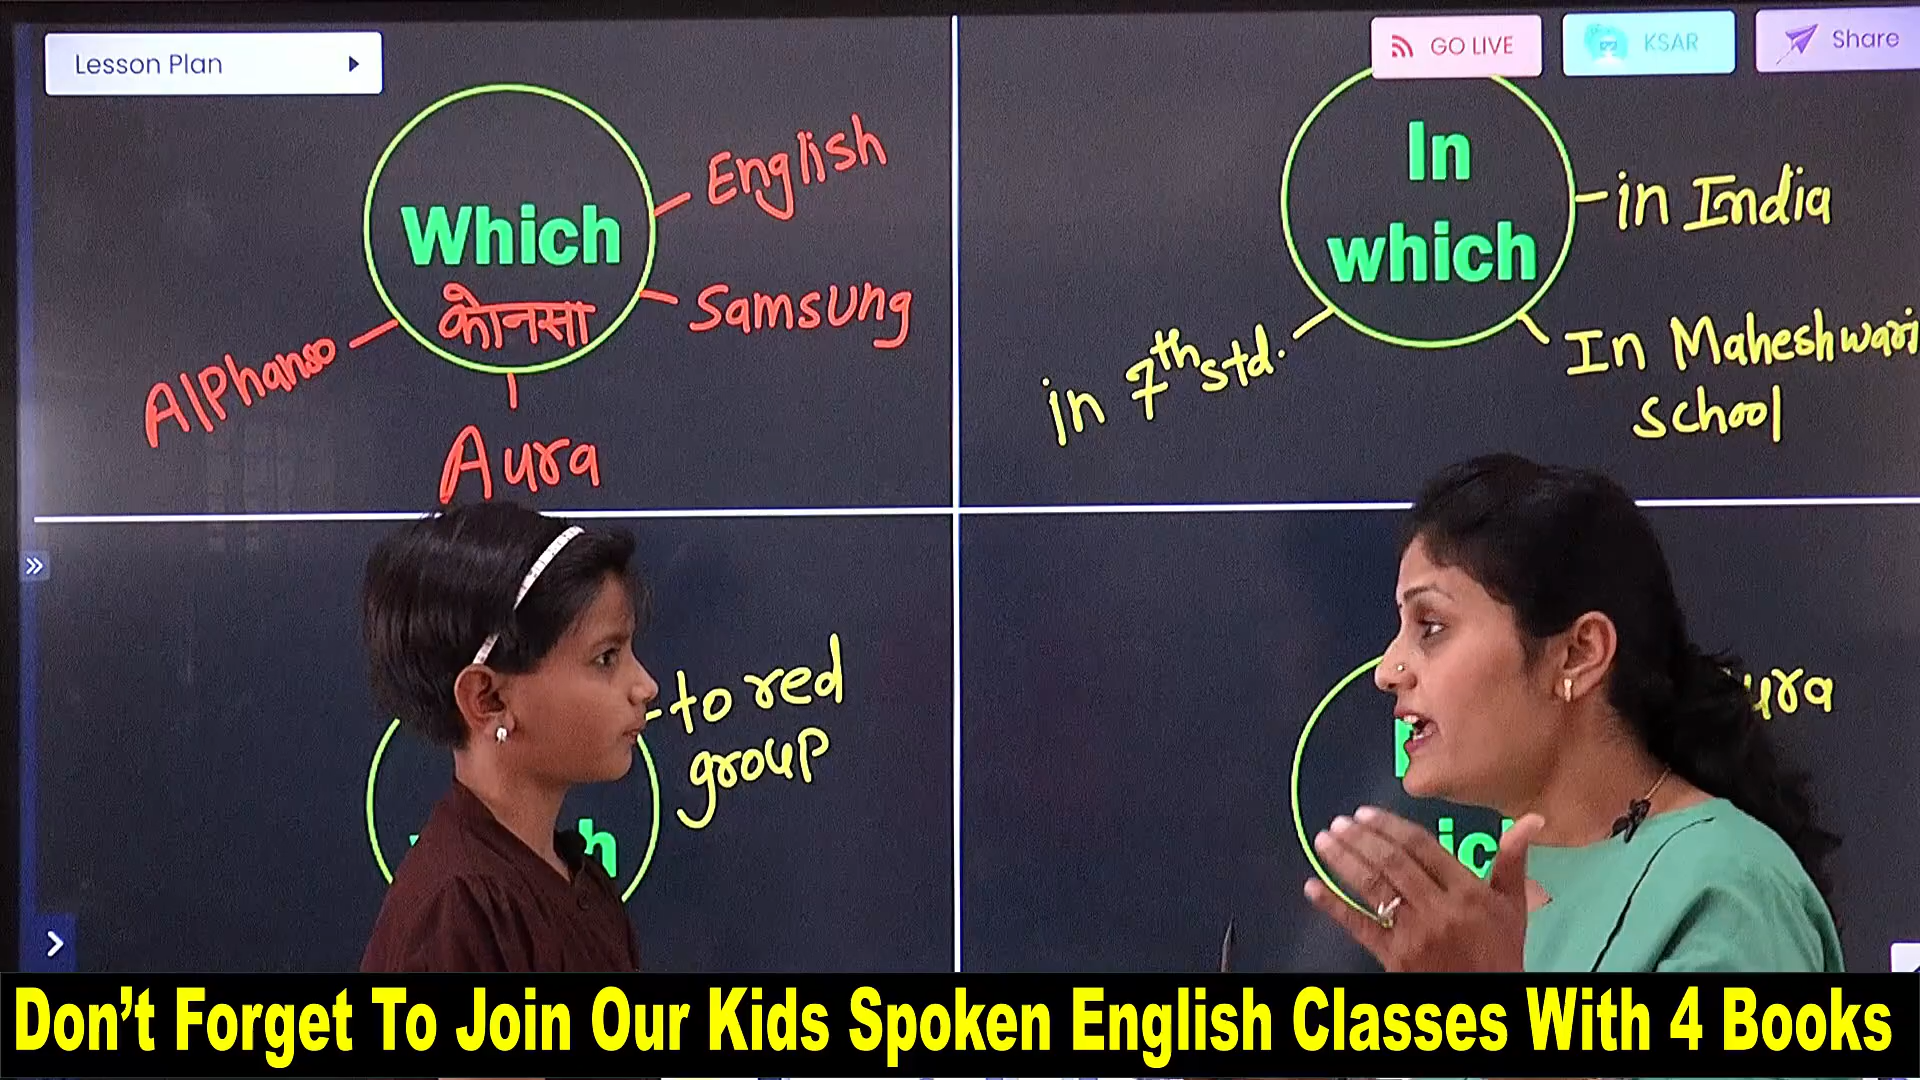 Lesson Plan
GO LIVE
KSAR
Share
Which
कोनसा
English
Samsung
Aura
Alphanso
In
which
in India
In Maheshwari
school
in 7th std.
to red
group
Don't Forget To Join Our Kids Spoken English Classes With 4 Books